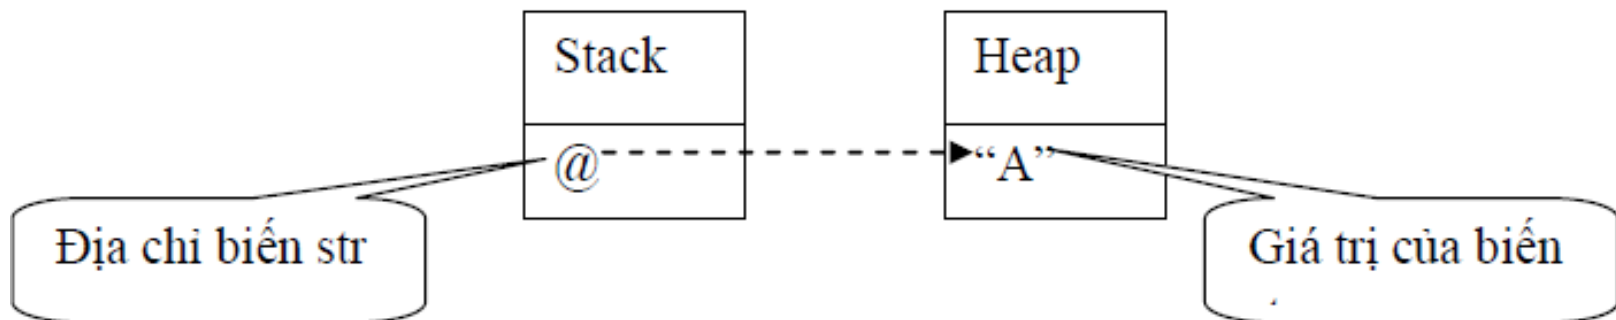 Stack
Heap
@
“A”
Địa chỉ biến str
Giá trị của biến